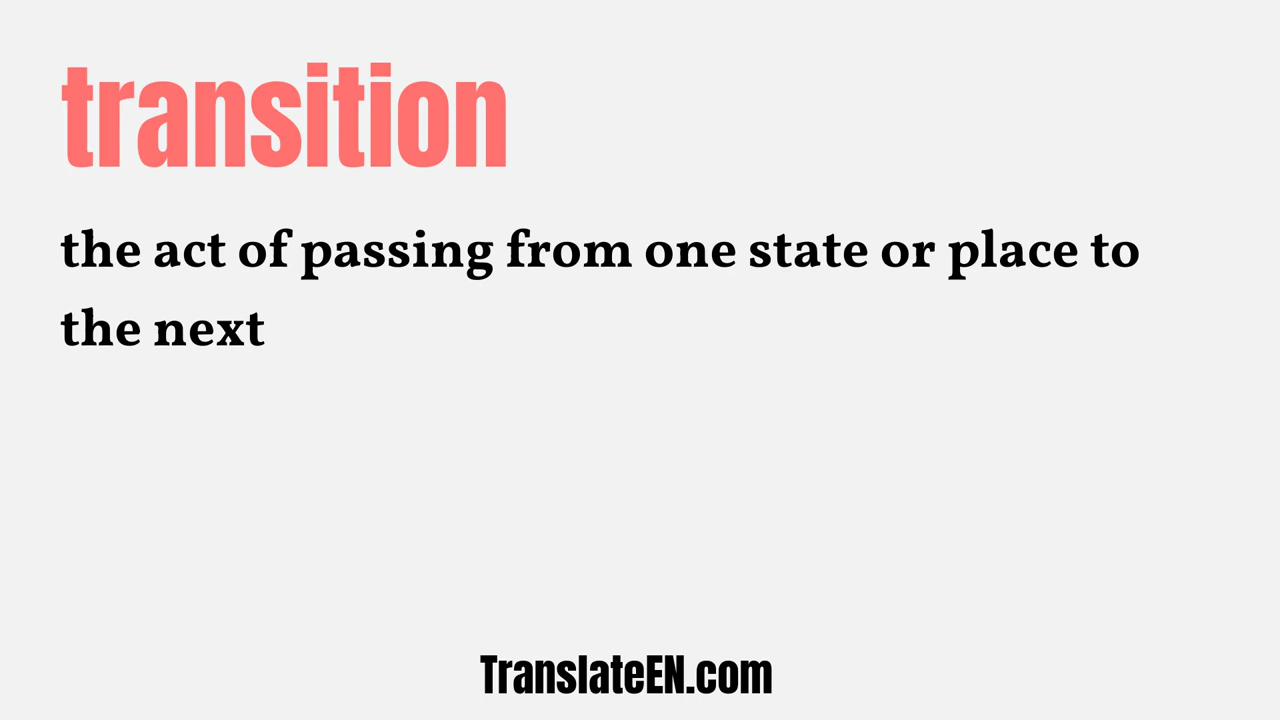 transition
the act of passing from one state or place to
the next
TranslateEN.com